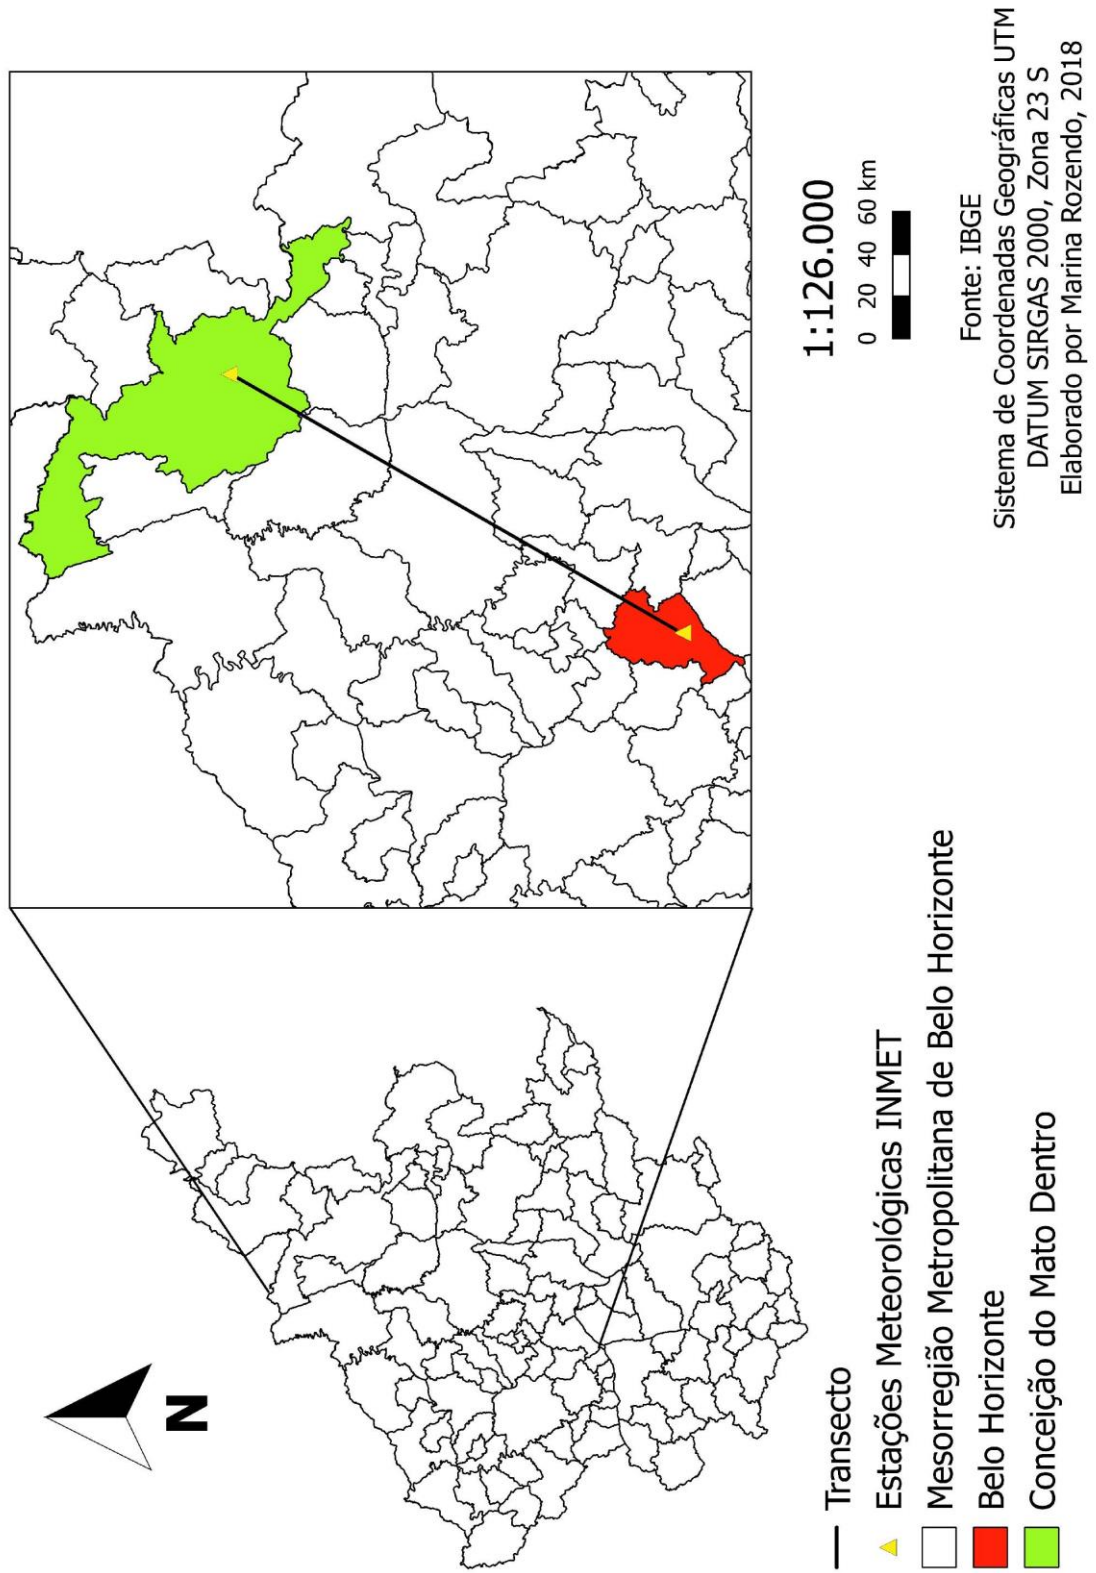 N
Transecto
Estações Meteorológicas INMET
Mesorregião Metropolitana de Belo Horizonte
Belo Horizonte
Conceição do Mato Dentro
1:126.000
0 20 40 60 km
Fonte: IBGE
Sistema de Coordenadas Geográficas UTM
DATUM SIRGAS 2000, Zona 23 S
Elaborado por Marina Rozendo, 2018